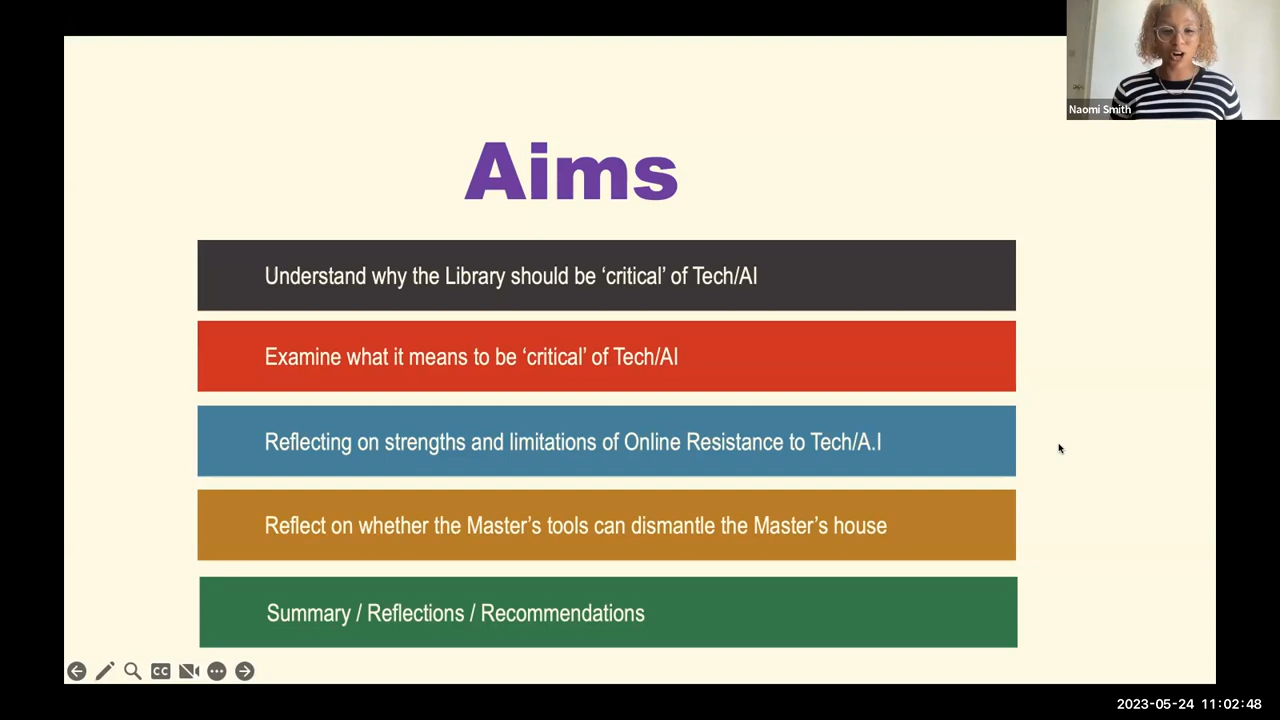 Naomi Smith
Aims
Understand why the Library should be ‘critical’ of Tech/AI
Examine what it means to be ‘critical’ of Tech/AI
Reflecting on strengths and limitations of Online Resistance to Tech/A.I
Reflect on whether the Master’s tools can dismantle the Master’s house
Summary / Reflections / Recommendations
CC
2023-05-24 11:02:48